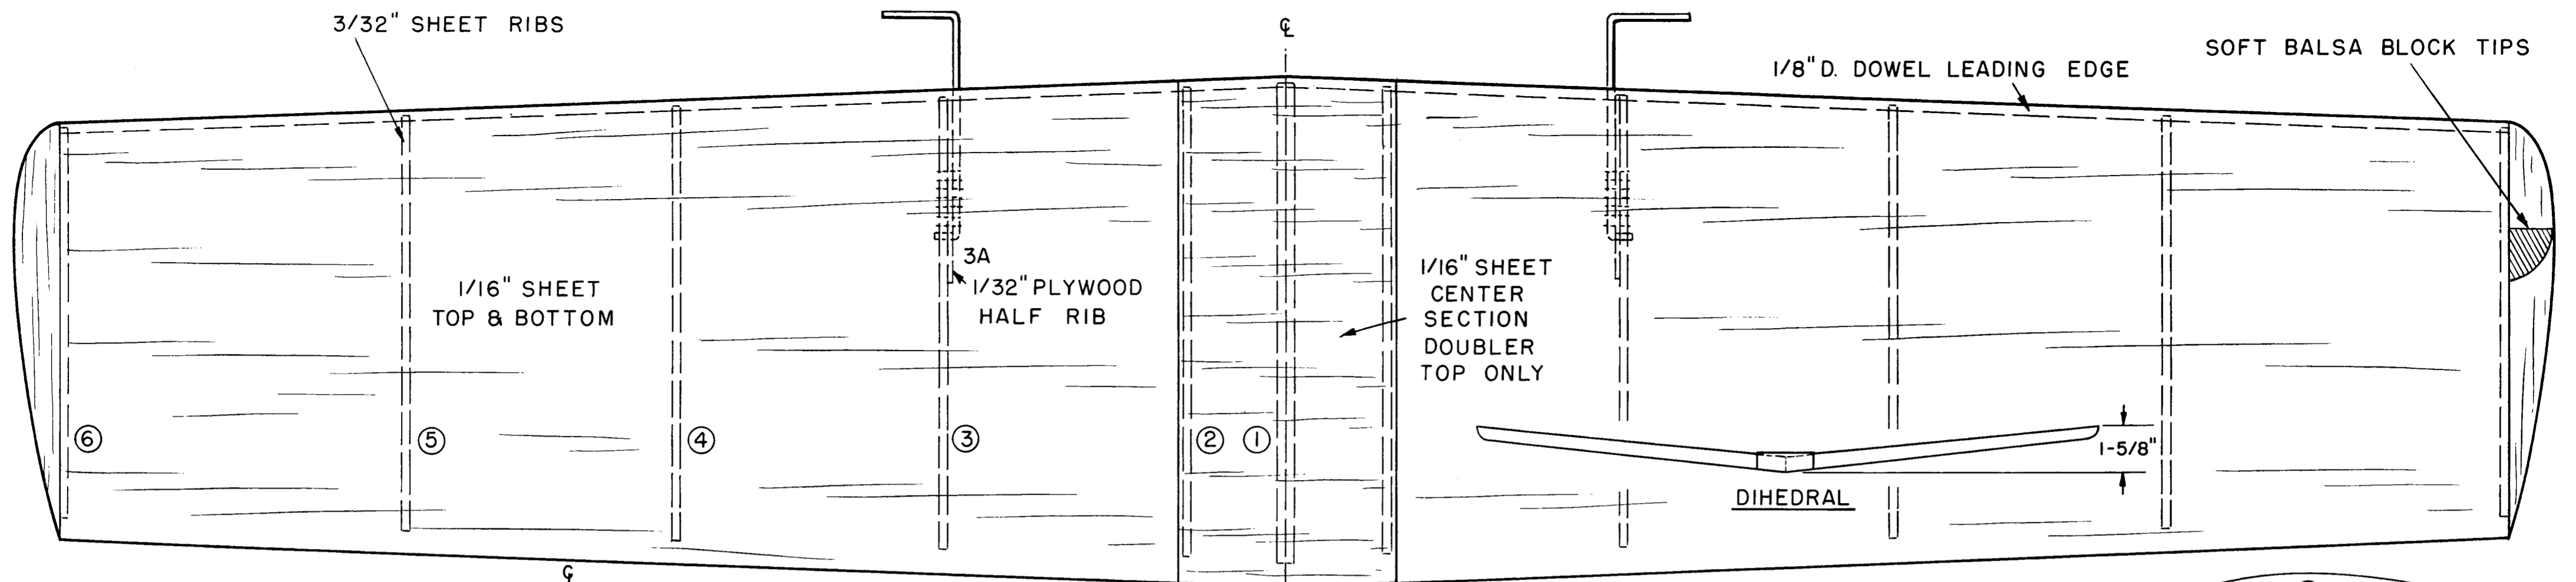 3/32" SHEET RIBS
℄
SOFT BALSA BLOCK TIPS
1/8" D. DOWEL LEADING EDGE
3A
1/32" PLYWOOD
HALF RIB
1/16" SHEET
TOP & BOTTOM
1/16" SHEET
CENTER
SECTION
DOUBLER
TOP ONLY
⑥
⑤
④
③
②
①
1-5/8"
DIHEDRAL
℄